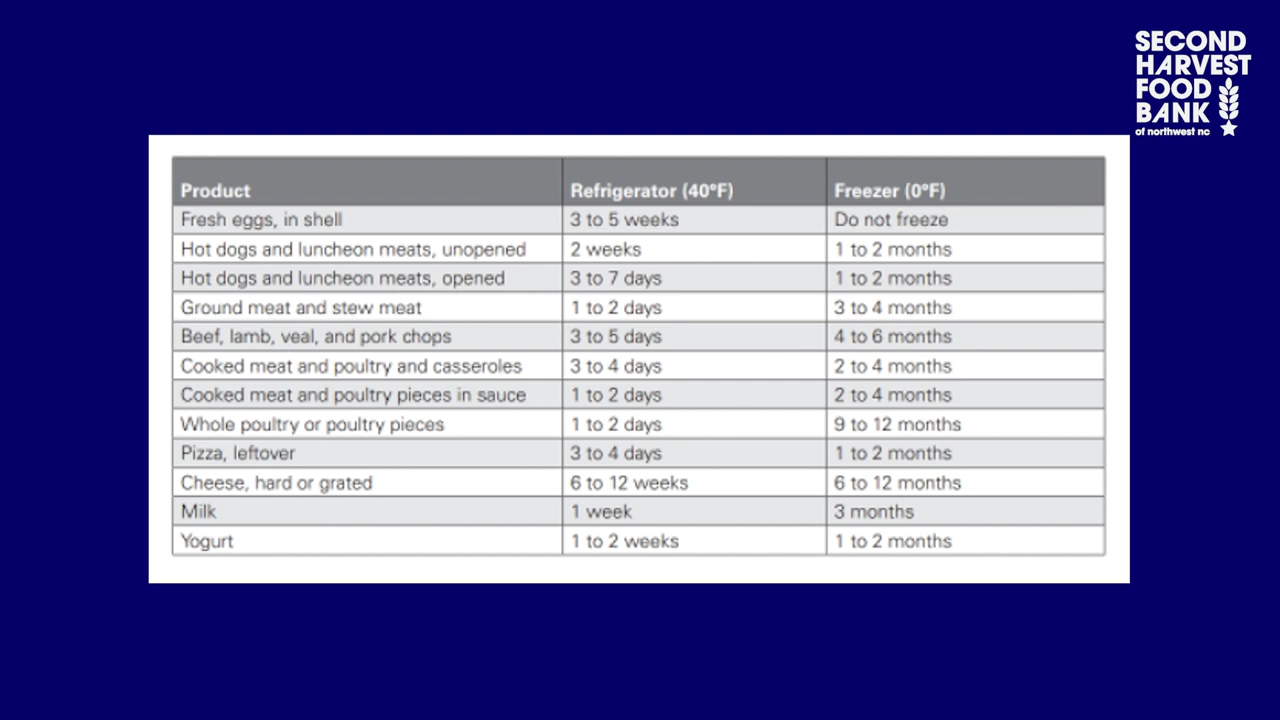 SECOND
HARVEST
FOOD
BANK
of northwest nc
Product Refrigerator (40ºF) Freezer (0ºF)
Fresh eggs, in shell 3 to 5 weeks Do not freeze
Hot dogs and luncheon meats, unopened 2 weeks 1 to 2 months
Hot dogs and luncheon meats, opened 3 to 7 days 1 to 2 months
Ground meat and stew meat 1 to 2 days 3 to 4 months
Beef, lamb, veal, and pork chops 3 to 5 days 4 to 6 months
Cooked meat and poultry and casseroles 3 to 4 days 2 to 4 months
Cooked meat and poultry pieces in sauce 1 to 2 days 2 to 4 months
Whole poultry or poultry pieces 1 to 2 days 9 to 12 months
Pizza, leftover 3 to 4 days 1 to 2 months
Cheese, hard or grated 6 to 12 weeks 6 to 12 months
Milk 1 week 3 months
Yogurt 1 to 2 weeks 1 to 2 months